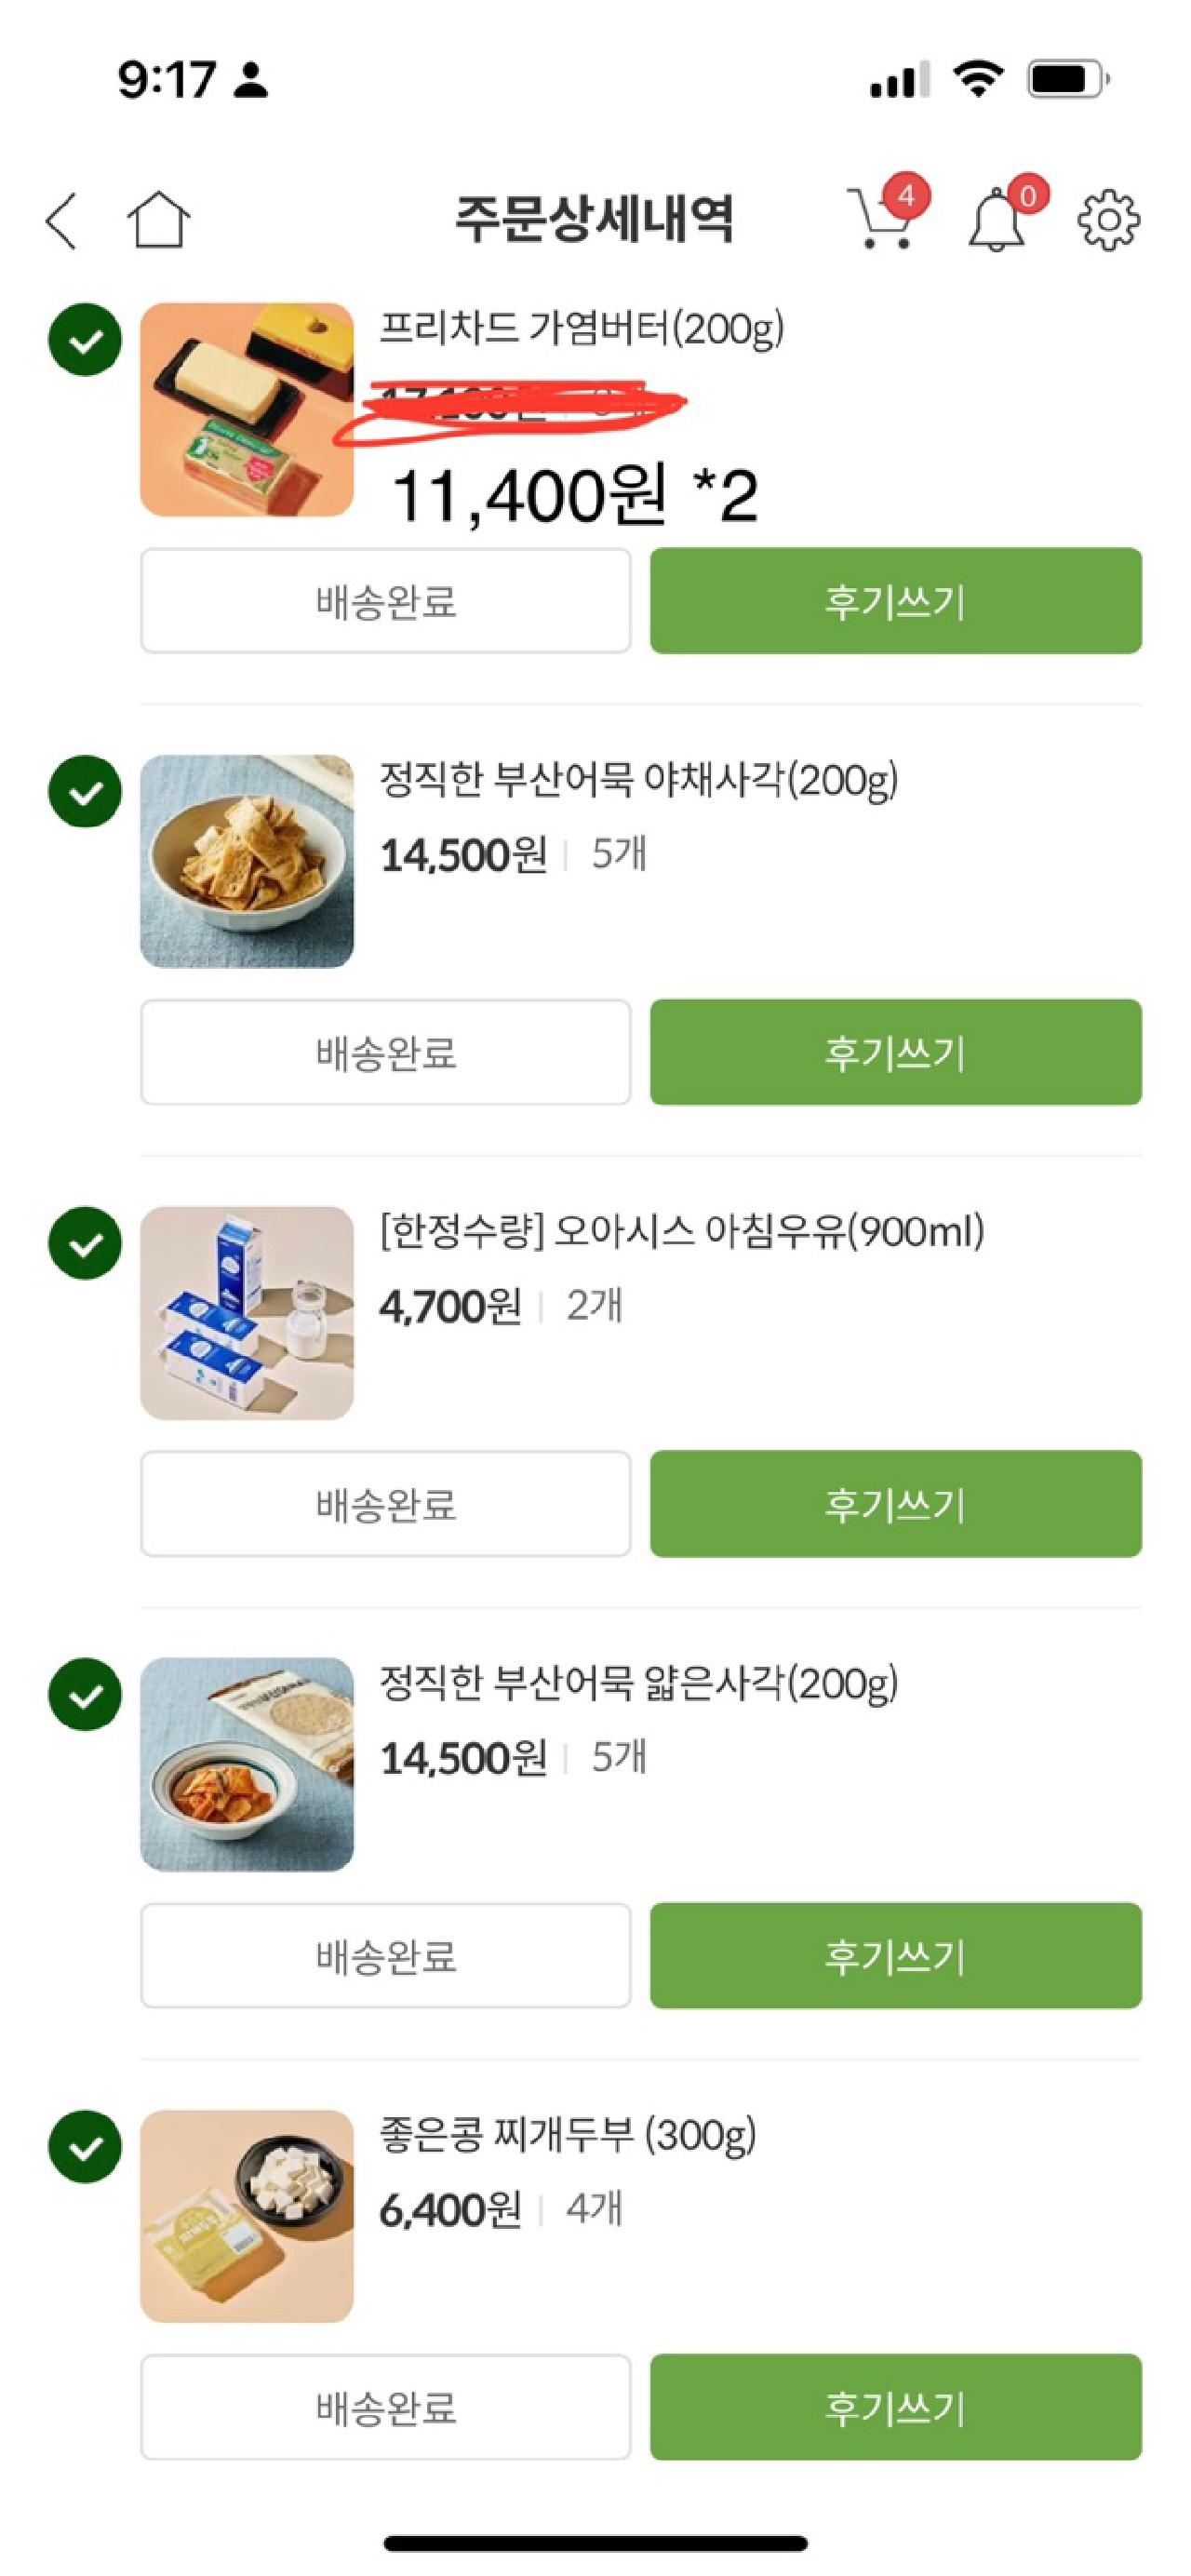 9:17
주문상세내역
4
0
프리차드 가염버터(200g)
11,400원 *2
배송완료
후기쓰기
정직한 부산어묵 야채사각(200g)
14,500원 | 5개
배송완료
후기쓰기
[한정수량] 오아시스 아침우유(900ml)
4,700원 | 2개
배송완료
후기쓰기
정직한 부산어묵 얇은사각(200g)
14,500원 | 5개
배송완료
후기쓰기
좋은콩 찌개두부 (300g)
6,400원 | 4개
배송완료
후기쓰기